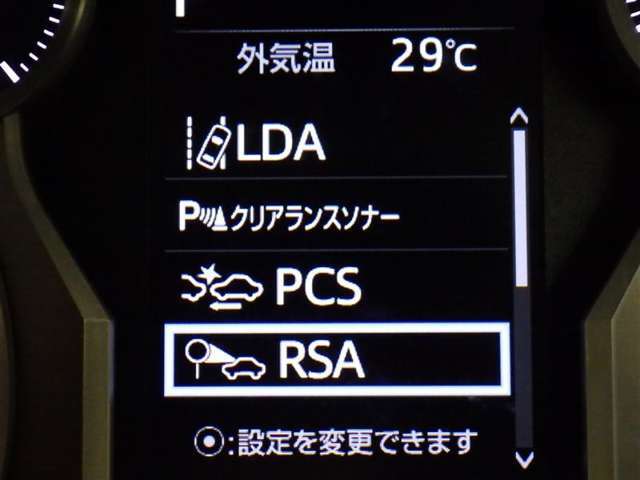 外気温 29℃
LDA
Pクリアランスソナー
PCS
RSA
⦿:設定を変更できます